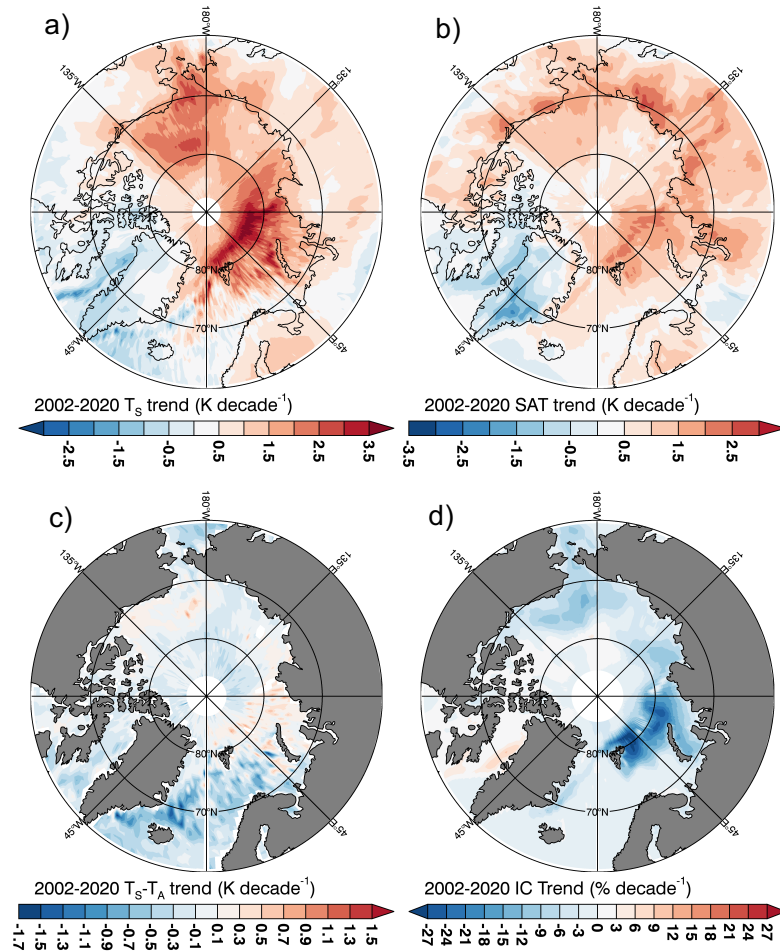 a)
b)
180°W
135°W
135°E
80°N
70°N
45°W
45°E
180°W
135°W
135°E
80°N
70°N
45°W
45°E
2002-2020 TS trend (K decade-1)
-2.5 -1.5 -0.5 0.5 1.5 2.5 3.5
2002-2020 SAT trend (K decade-1)
-3.5 -2.5 -1.5 -0.5 0.5 1.5 2.5
c)
d)
180°W
135°W
135°E
80°N
70°N
45°W
45°E
180°W
135°W
135°E
80°N
70°N
45°W
45°E
2002-2020 TS-TA trend (K decade-1)
-1.7 -1.5 -1.3 -1.1 -0.9 -0.7 -0.5 -0.3 -0.1 0.1 0.3 0.5 0.7 0.9 1.1 1.3 1.5
2002-2020 IC Trend (% decade-1)
-27 -24 -21 -18 -15 -12 -9 -6 -3 0 3 6 9 12 15 18 21 24 27